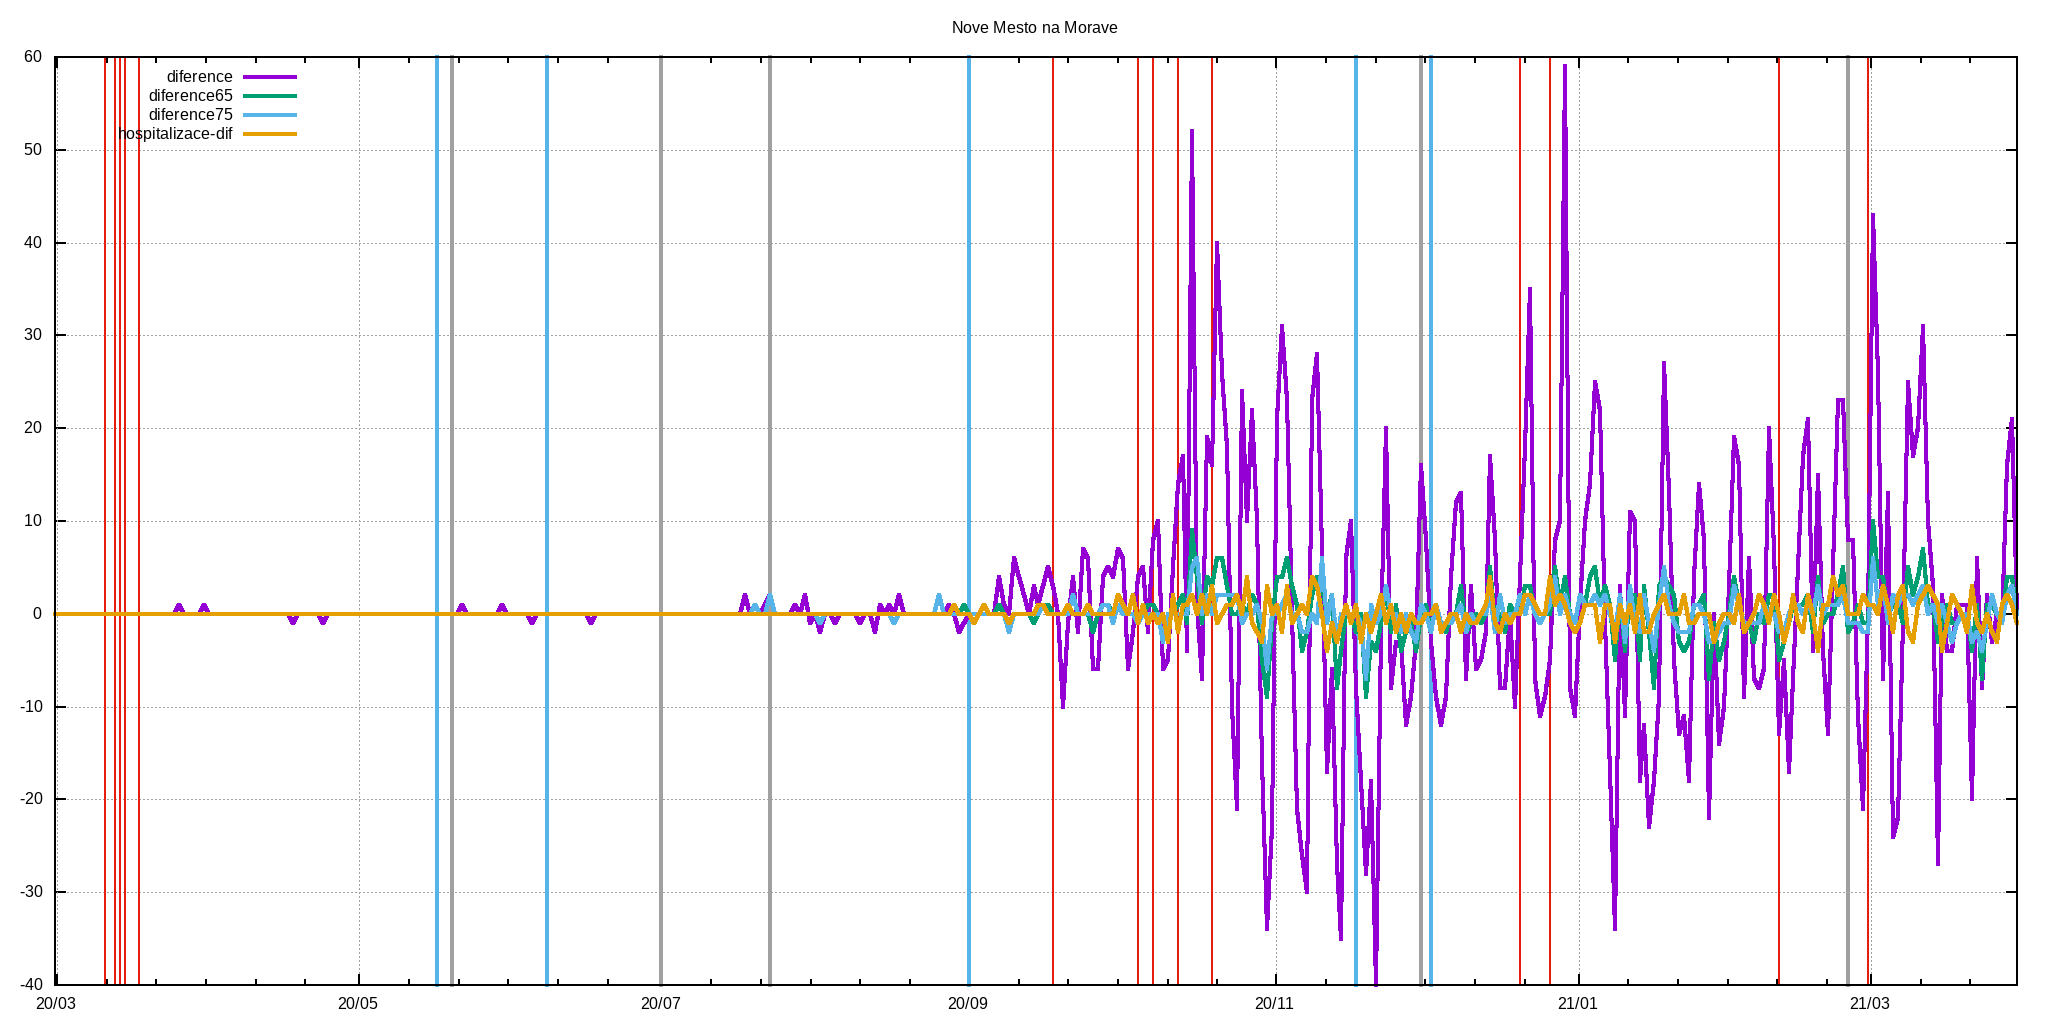 Nove Mesto na Morave
60
50
40
30
20
10
0
-10
-20
-30
-40
diference
diference65
diference75
hospitalizace-dif
20/03 20/05 20/07 20/09 20/11 21/01 21/03